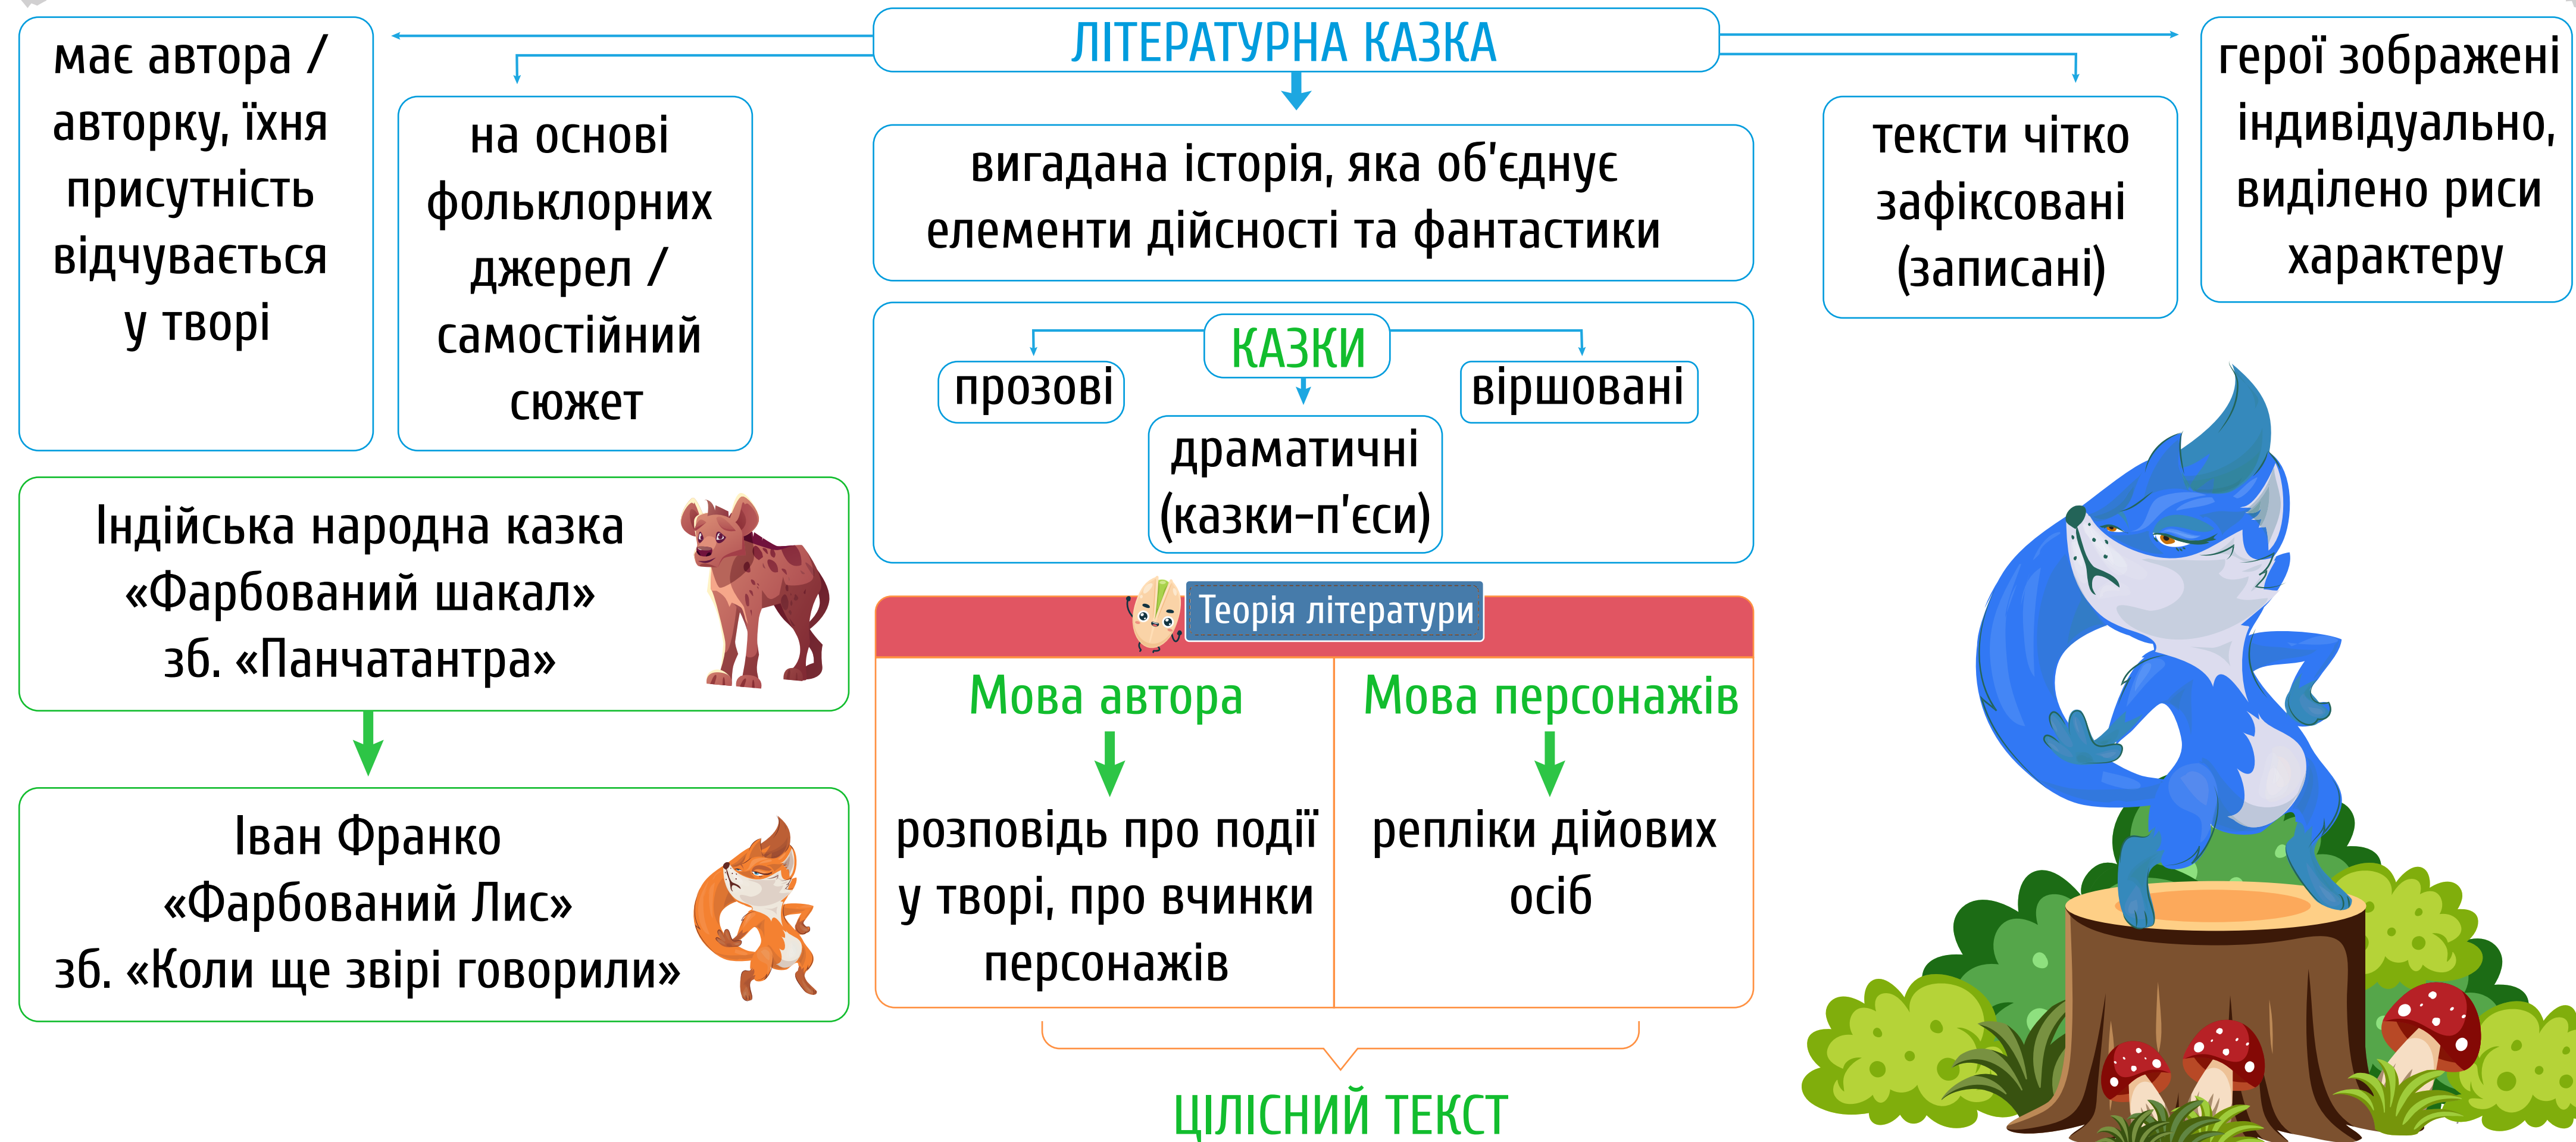 ЛІТЕРАТУРНА КАЗКА
має автора /
авторку, їхня
присутність
відчувається
у творі
на основі
фольклорних
джерел /
самостійний
сюжет
вигадана історія, яка об’єднує
елементи дійсності та фантастики
тексти чітко
зафіксовані
(записані)
герої зображені
індивідуально,
виділено риси
характеру
КАЗКИ
прозові
драматичні
(казки-п’єси)
віршовані
Індійська народна казка
«Фарбований шакал»
зб. «Панчатантра»
Іван Франко
«Фарбований Лис»
зб. «Коли ще звірі говорили»
Теорія літератури
Мова автора
розповідь про події
у творі, про вчинки
персонажів
Мова персонажів
репліки дійових
осіб
ЦІЛІСНИЙ ТЕКСТ